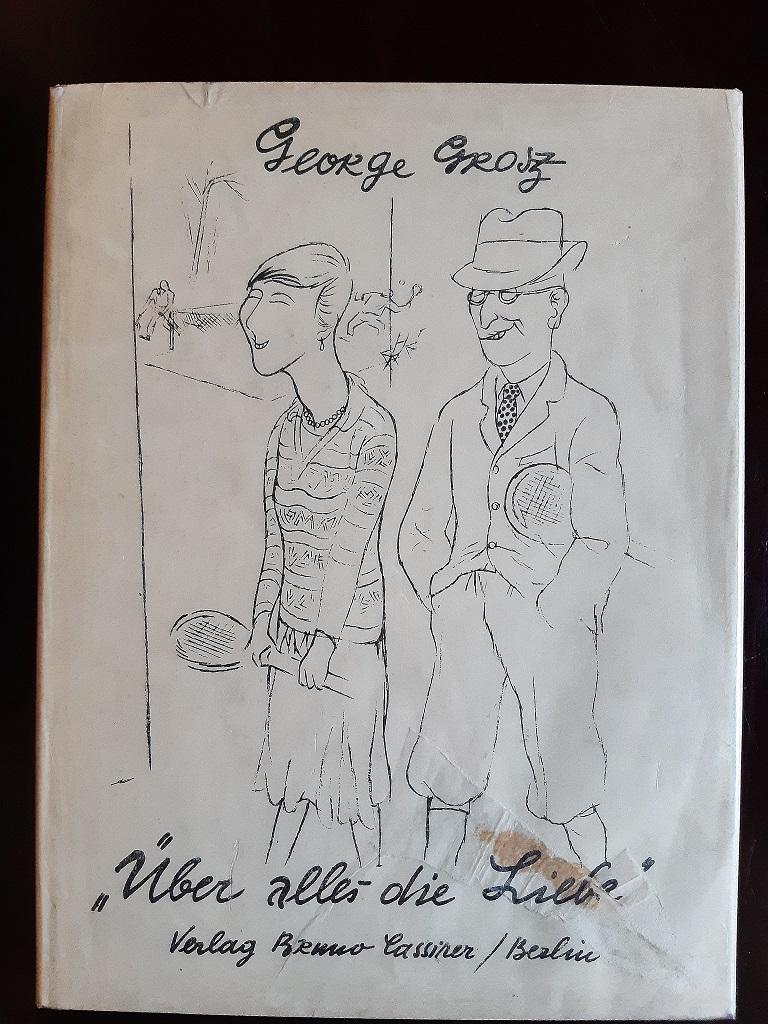 George Grosz
„Über alles die Liebe"
Verlag Bruno Cassirer / Berlin